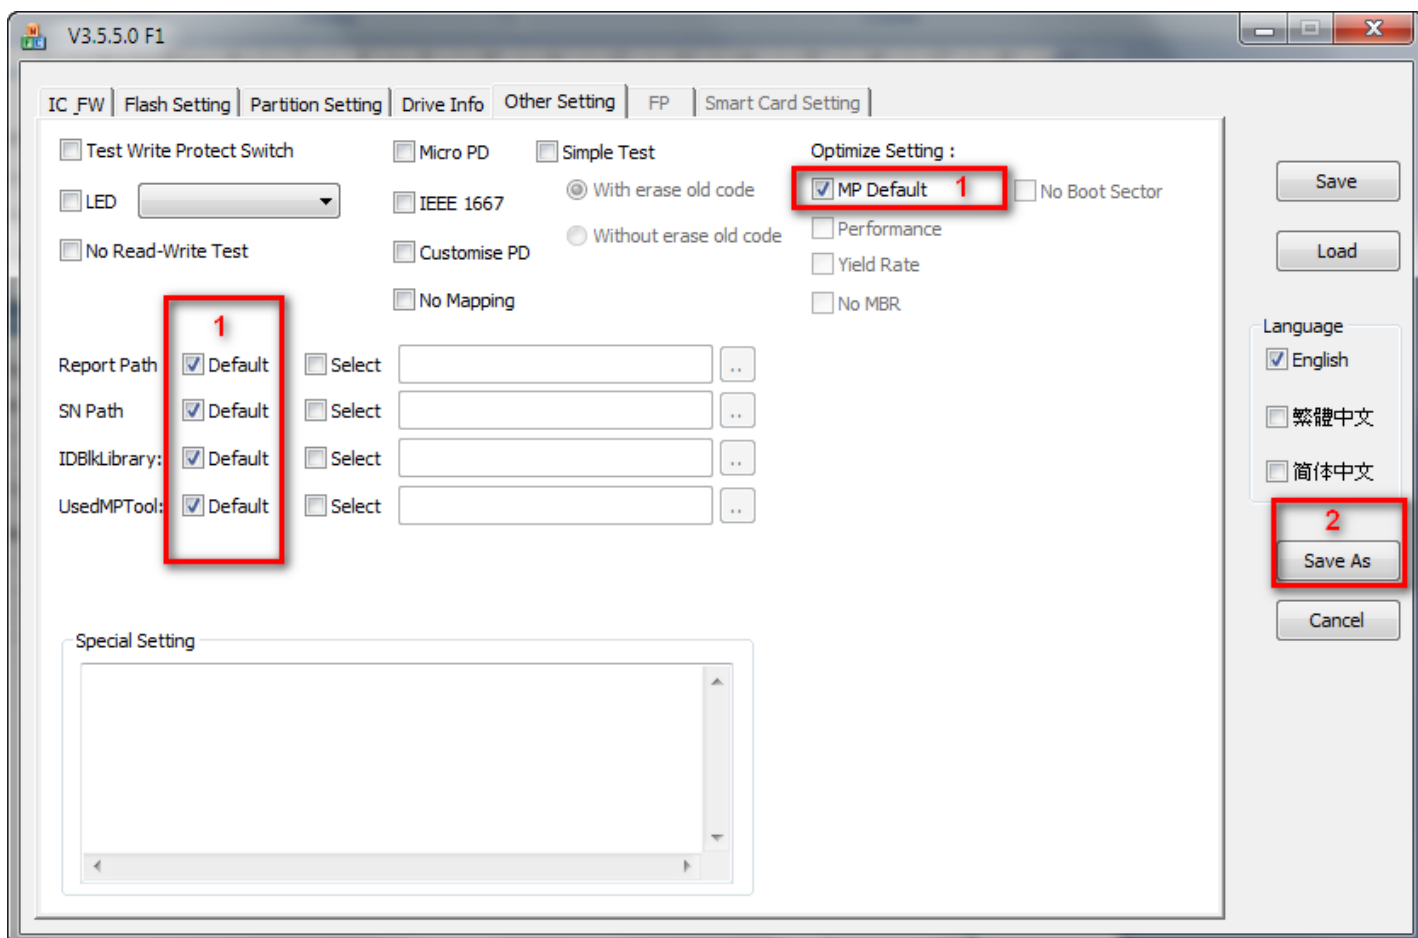 V3.5.5.0 F1
IC_FW Flash Setting Partition Setting Drive Info Other Setting FP Smart Card Setting
Test Write Protect Switch Micro PD Simple Test Optimize Setting :
LED IEEE 1667 With erase old code MP Default 1 No Boot Sector Save
No Read-Write Test Customise PD Without erase old code Performance Load
Yield Rate
No Mapping No MBR
1
Language
Report Path Default Select .. English
SN Path Default Select .. 繁體中文
IDBlkLibrary: Default Select .. 简体中文
UsedMPTool: Default Select ..
2
Save As
Cancel
Special Setting